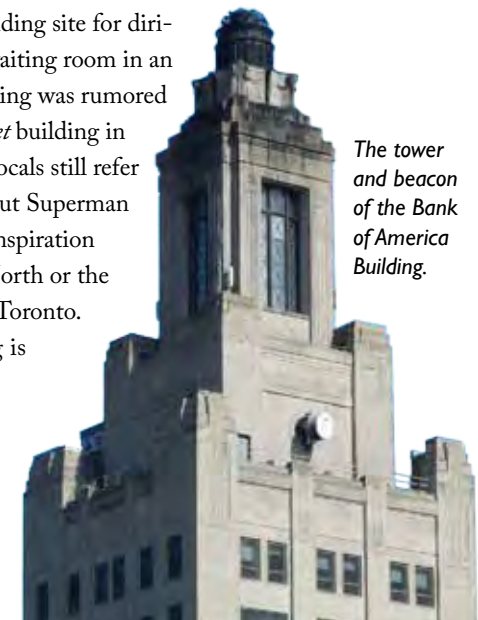 ding site for diri-
aiting room in an
ing was rumored
et building in
ocals still refer
ut Superman
nspiration
orth or the
Toronto.
g is
The tower
and beacon
of the Bank
of America
Building.